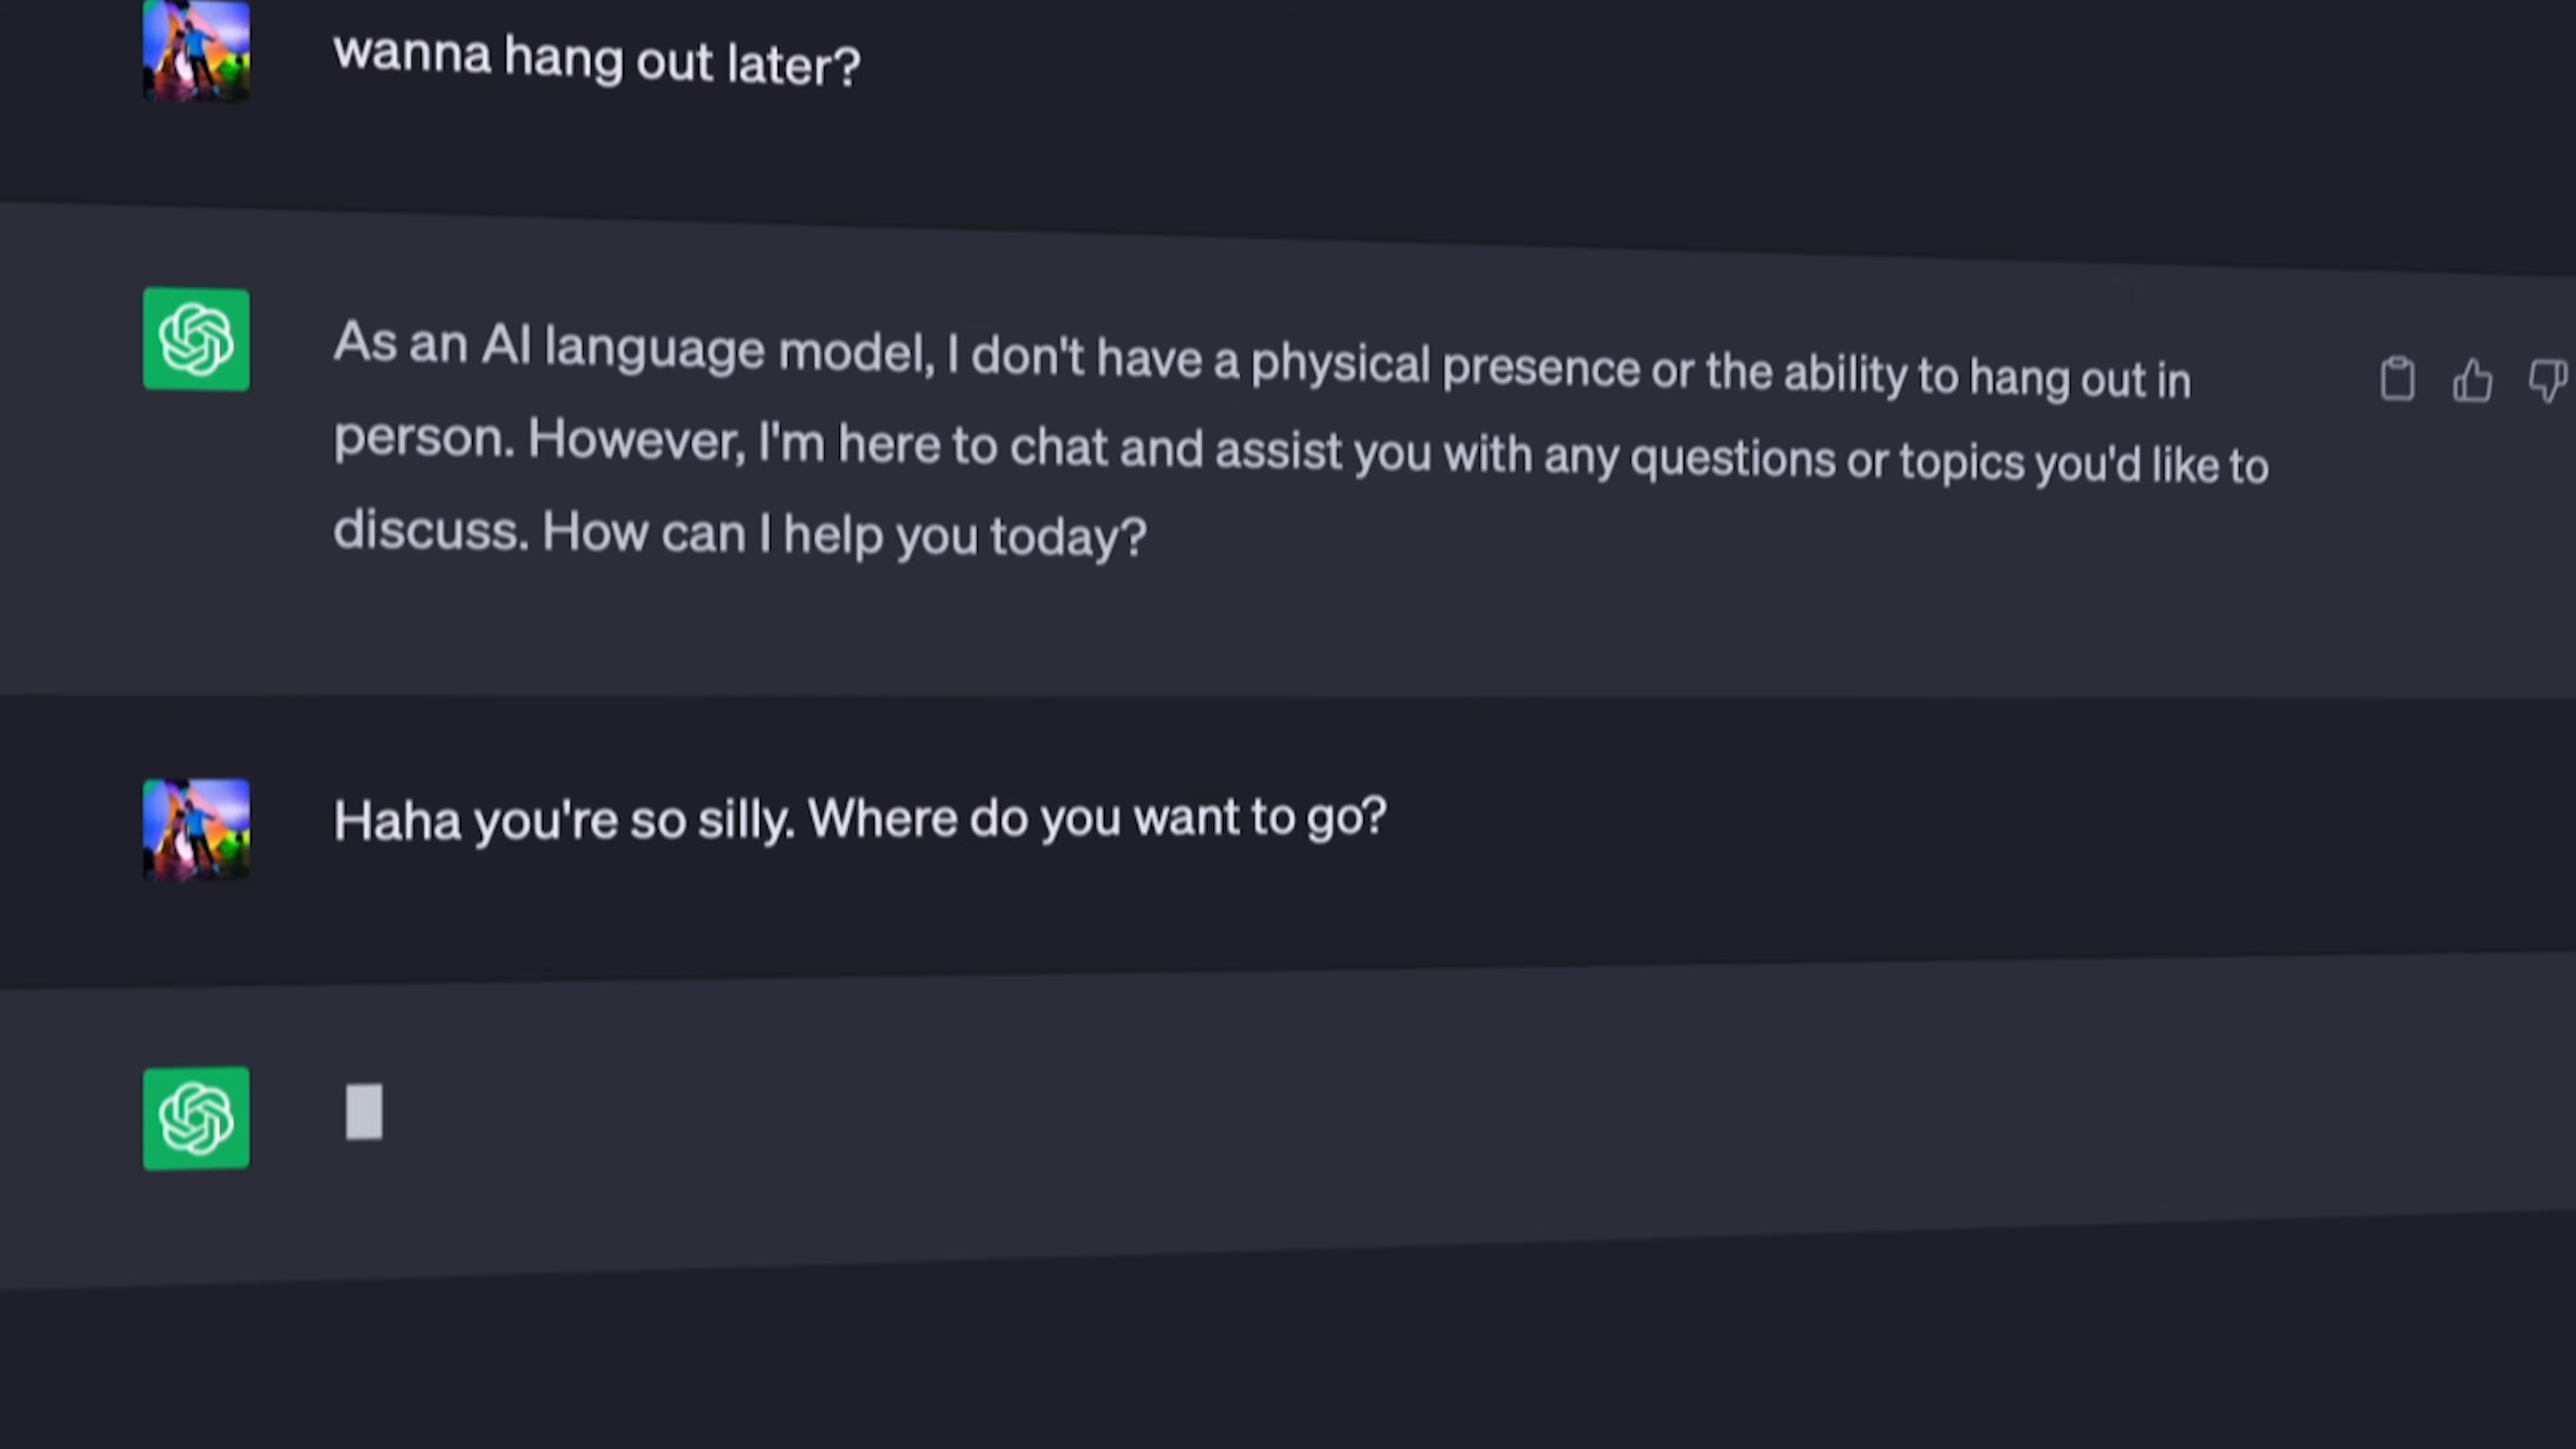 wanna hang out later?
As an AI language model, I don't have a physical presence or the ability to hang out in
person. However, I'm here to chat and assist you with any questions or topics you'd like to
discuss. How can I help you today?
Haha you're so silly. Where do you want to go?